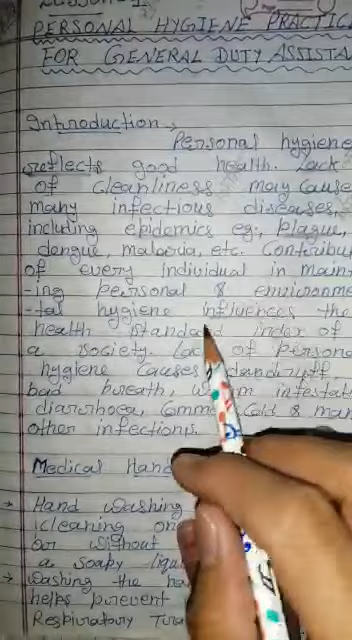 PERSONAL HYGIENE PRACTIC
FOR GENERAL DUTY ASSISTA
Introduction
Personal hygiene
reflects good health. Lack
of cleanliness may cause
many infectious diseases,
including epidemics eg., plague,
dengue, malaria, etc. Contribut
of every individual in main
-ing personal & environme
-tal hygiene influences the
health standard index of
a society. Lack of persona
hygiene causes dandruff
bad breath, worm infestat
diarrhoea, Common Cold & man
other infections.
Medical Hand
→ Hand washing
cleaning on
or without
a soapy liqu
→ Washing the ha
helps prevent
Respiratory Tra